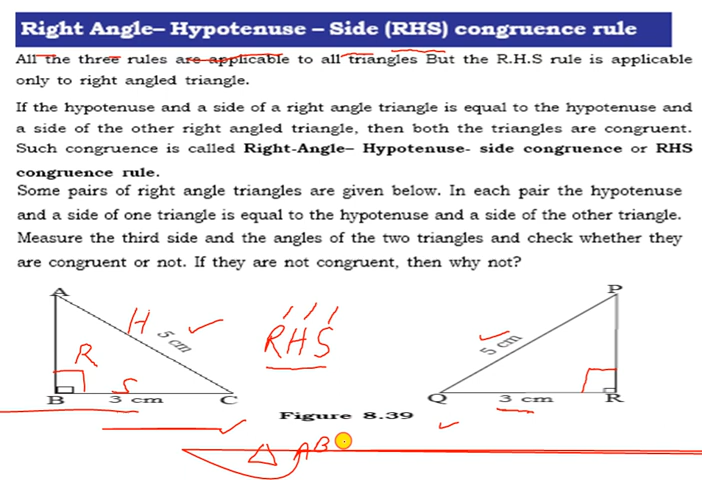 Right Angle– Hypotenuse – Side (RHS) congruence rule
All the three rules are applicable to all triangles But the R.H.S rule is applicable
only to right angled triangle.
If the hypotenuse and a side of a right angle triangle is equal to the hypotenuse and
a side of the other right angled triangle, then both the triangles are congruent.
Such congruence is called Right-Angle– Hypotenuse- side congruence or RHS
congruence rule.
Some pairs of right angle triangles are given below. In each pair the hypotenuse
and a side of one triangle is equal to the hypotenuse and a side of the other triangle.
Measure the third side and the angles of the two triangles and check whether they
are congruent or not. If they are not congruent, then why not?
A P
H 5 cm RHS 5 cm
R
S
B 3 cm C Q 3 cm R
Figure 8.39
Δ AB